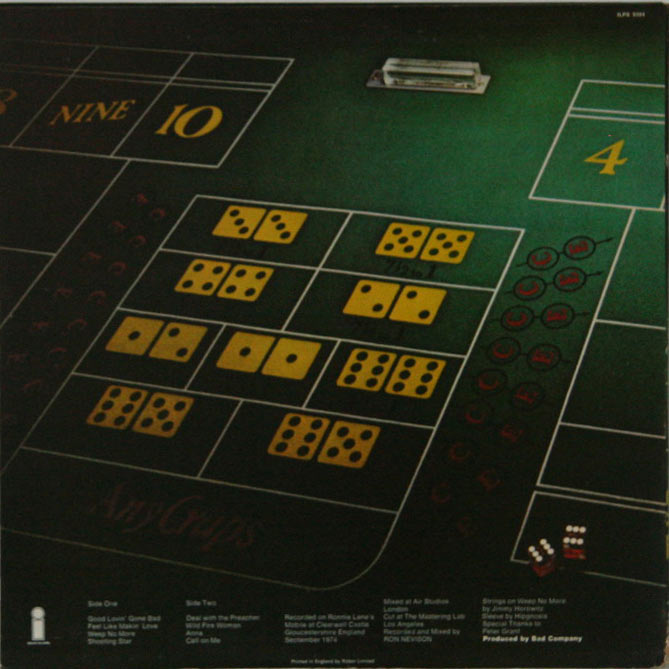 ILPS 9304
8
NINE
10
4
C E
C E
C E
C E
C E
C E
C E
C E
Any Craps
Side One
Good Lovin' Gone Bad
Feel Like Makin' Love
Weep No More
Shooting Star
Side Two
Deal with the Preacher
Wild Fire Woman
Anna
Call on Me
Recorded on Ronnie Lane's
Mobile at Clearwell Castle
Gloucestershire England
September 1974
Mixed at Air Studios
London
Cut at The Mastering Lab
Los Angeles
Recorded and Mixed by
RON NEVISON
Strings on Weep No More
by Jimmy Horowitz
Sleeve by Hipgnosis
Special Thanks to
Peter Grant
Produced by Bad Company
i
Printed in England by Robor Limited